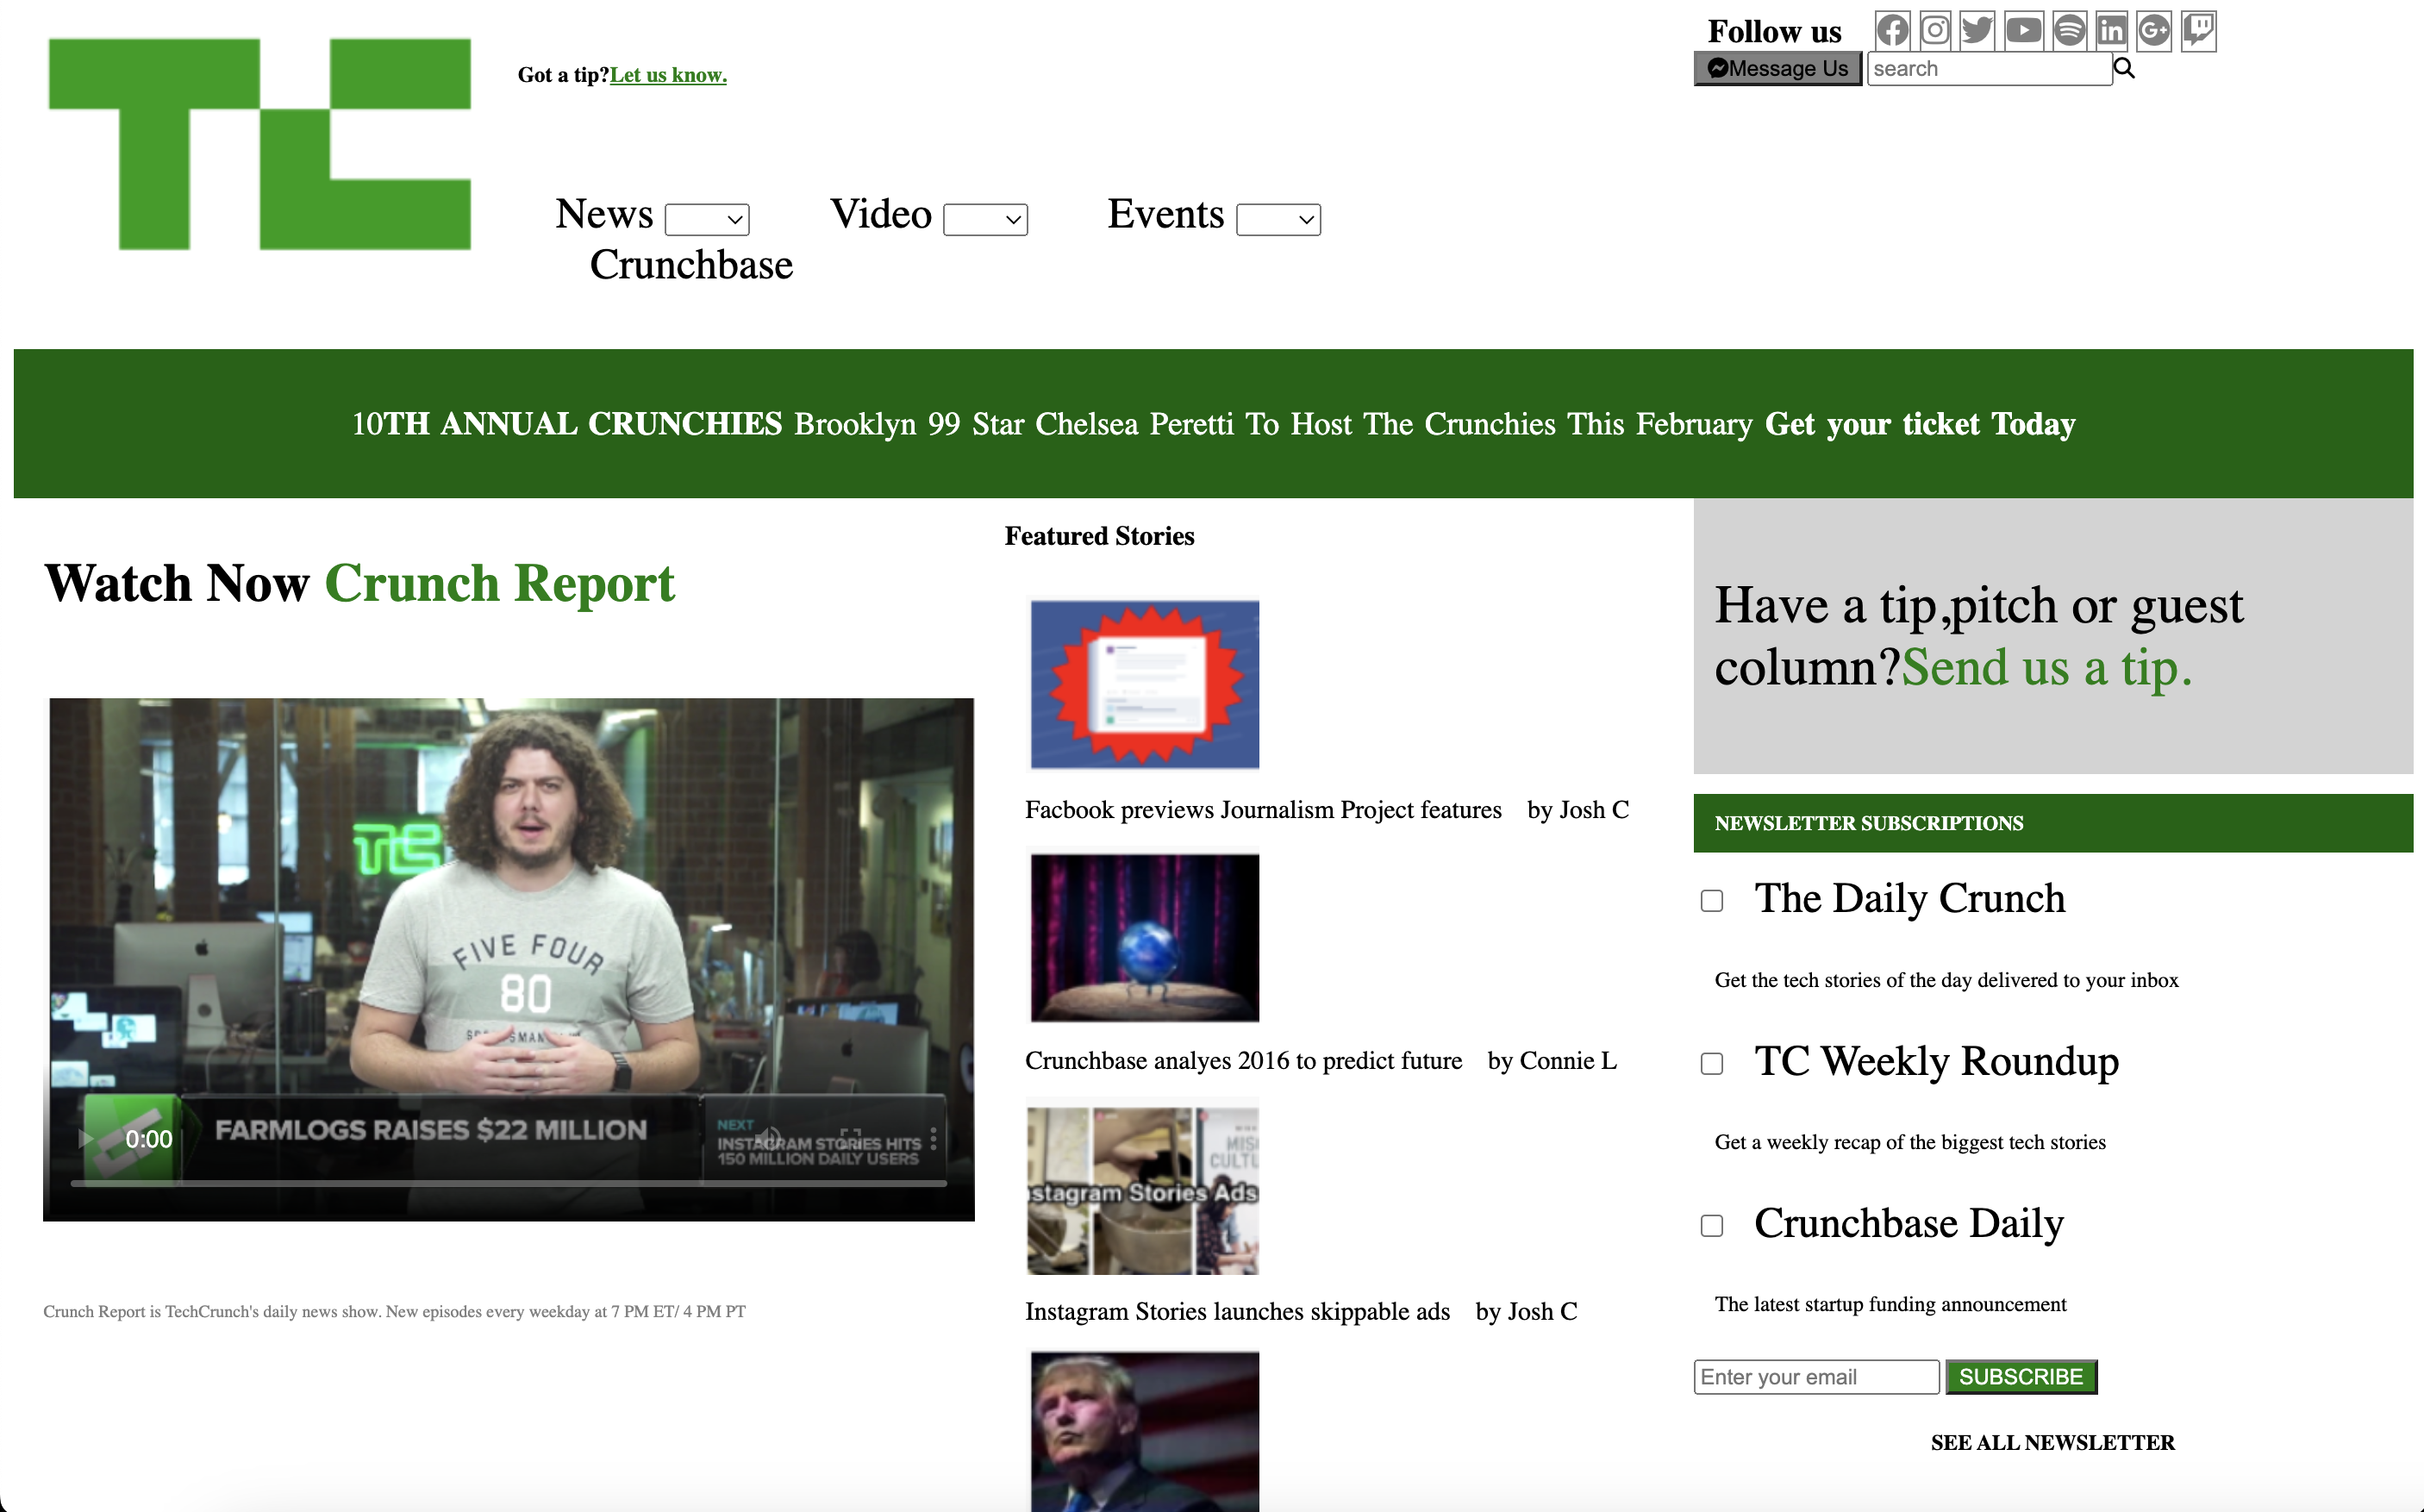 TC
Got a tip?Let us know.
Follow us
Message Us search
News Video Events
Crunchbase
10TH ANNUAL CRUNCHIES Brooklyn 99 Star Chelsea Peretti To Host The Crunchies This February Get your ticket Today
Watch Now Crunch Report
TC
FIVE FOUR
80
0:00
FARMLOGS RAISES $22 MILLION
NEXT
INSTAGRAM STORIES HITS
150 MILLION DAILY USERS
Crunch Report is TechCrunch's daily news show. New episodes every weekday at 7 PM ET/ 4 PM PT
Featured Stories
Facbook previews Journalism Project features by Josh C
Crunchbase analyes 2016 to predict future by Connie L
stagram Stories Ads
Instagram Stories launches skippable ads by Josh C
Have a tip,pitch or guest
column?Send us a tip.
NEWSLETTER SUBSCRIPTIONS
The Daily Crunch
Get the tech stories of the day delivered to your inbox
TC Weekly Roundup
Get a weekly recap of the biggest tech stories
Crunchbase Daily
The latest startup funding announcement
Enter your email SUBSCRIBE
SEE ALL NEWSLETTER